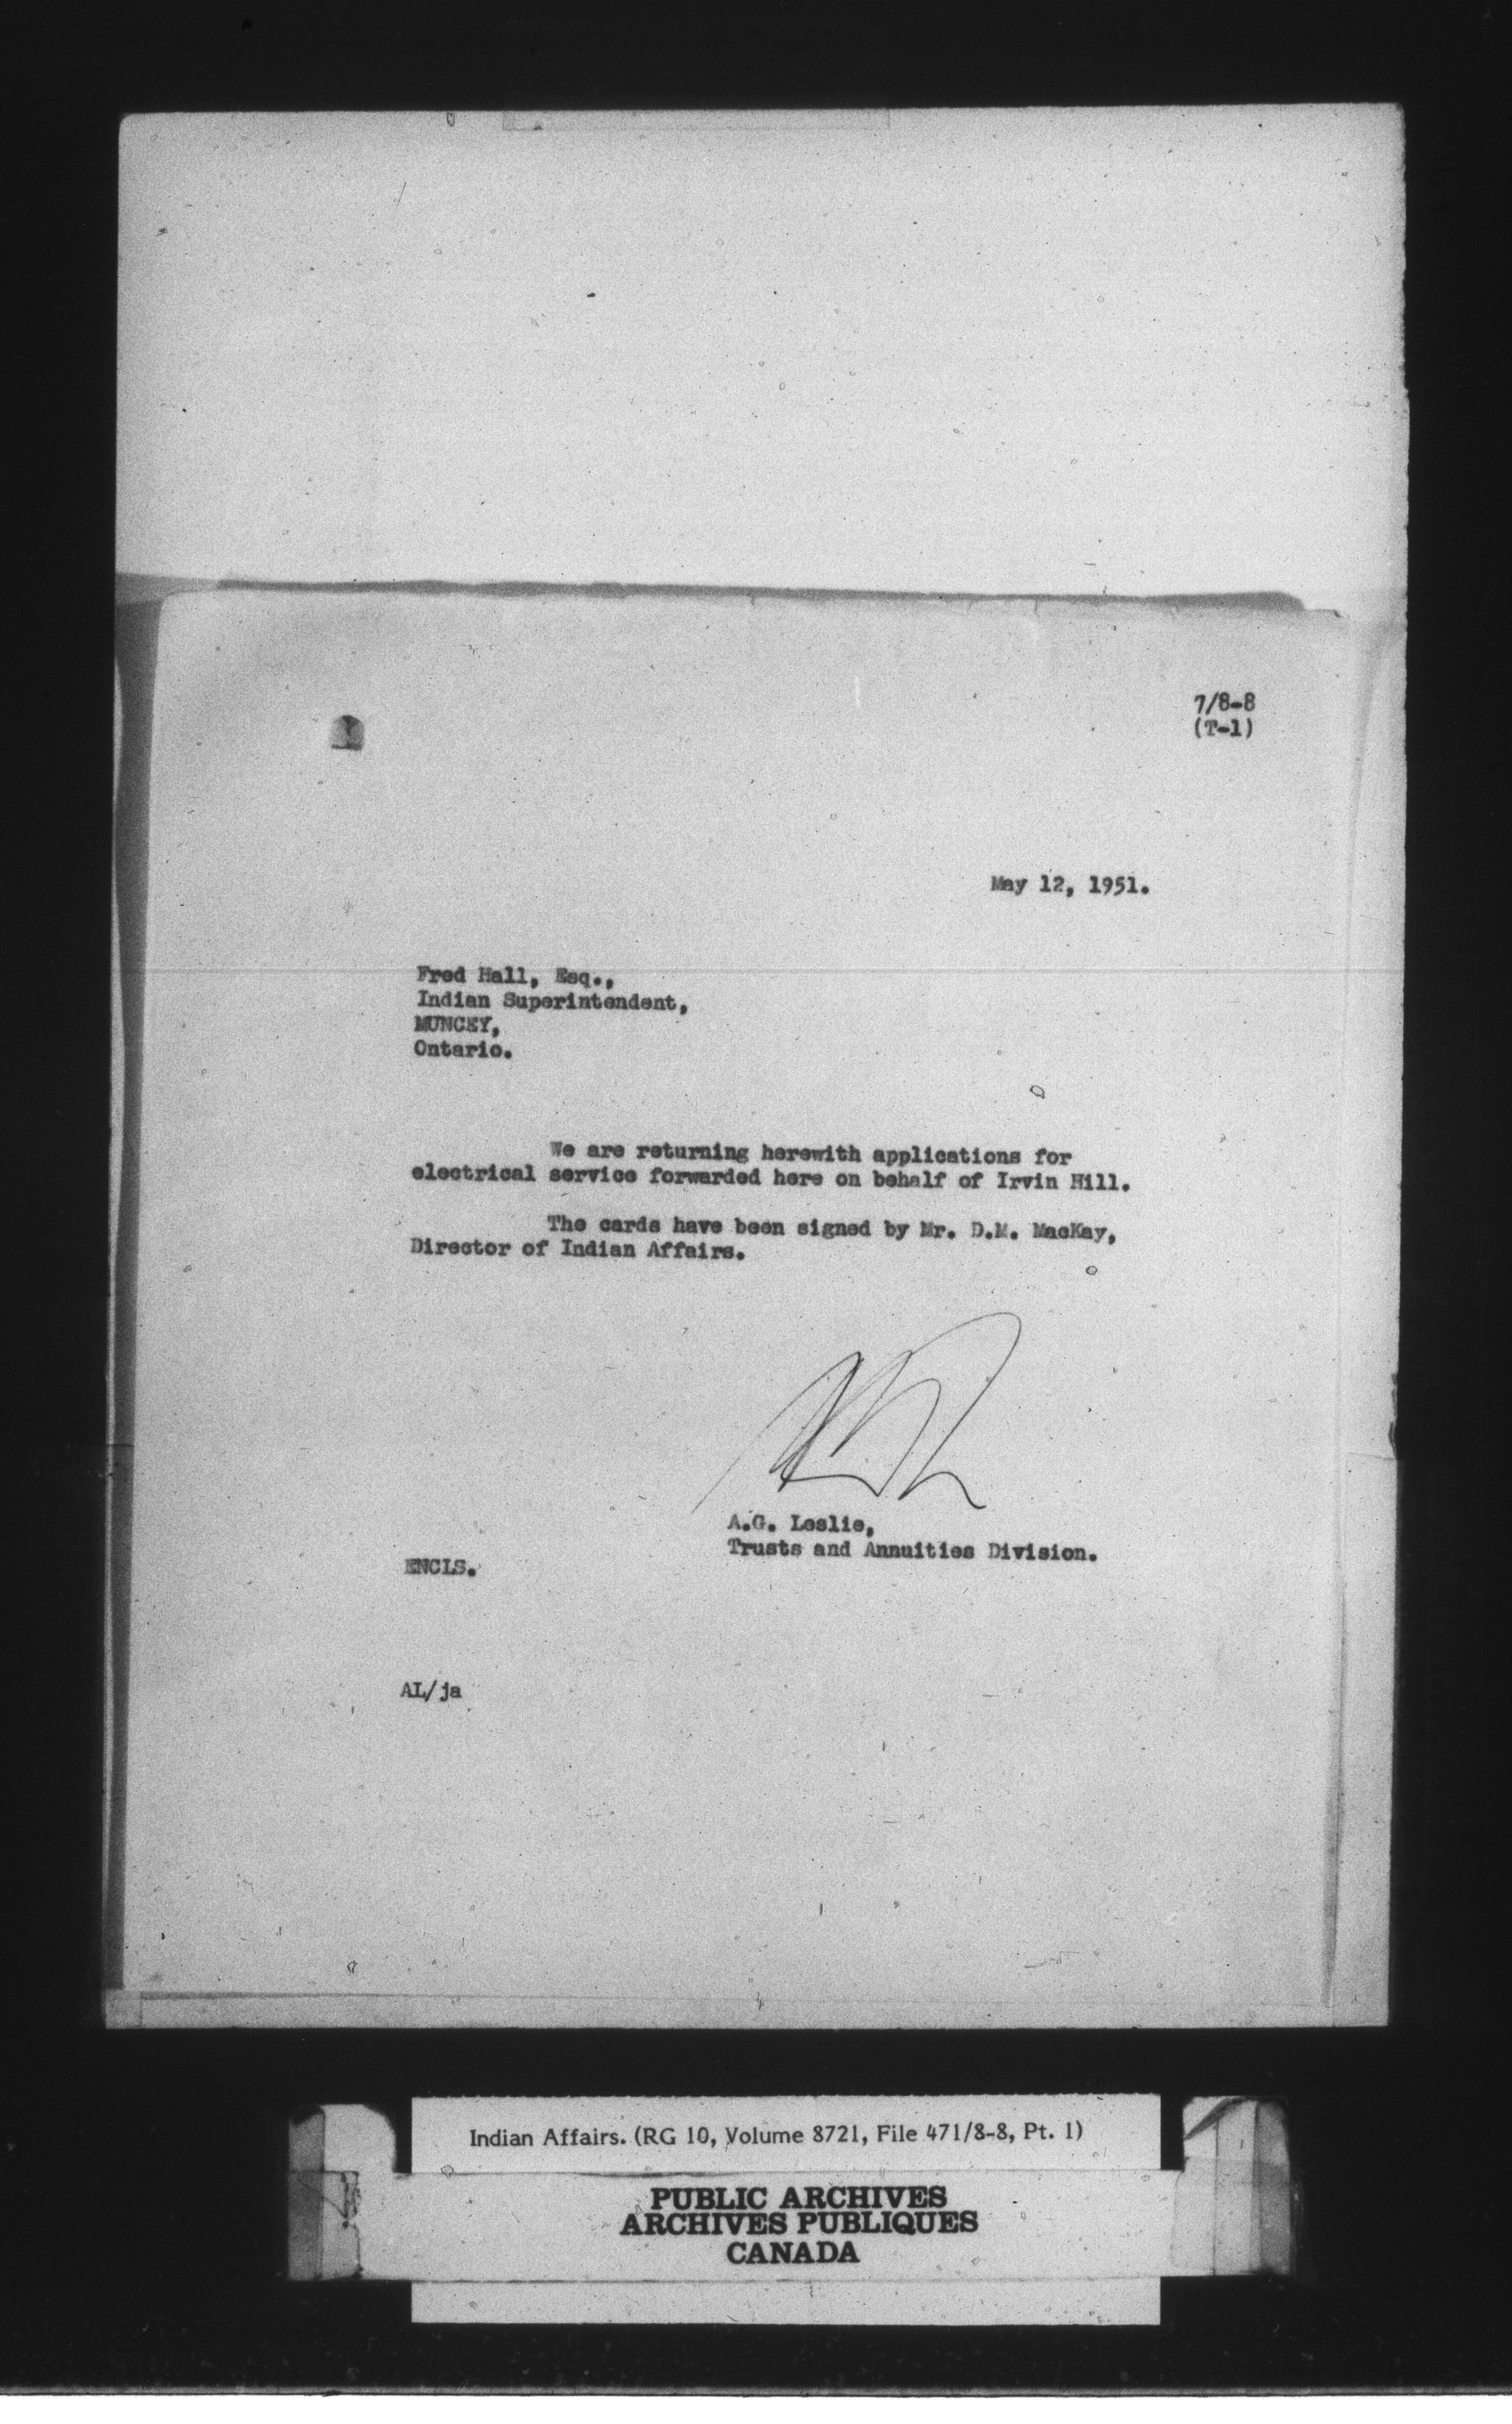 7/8-8
(T-1)
May 12, 1951.
Fred Hall, Esq.,
Indian Superintendent,
MUNCEY,
Ontario.
We are returning herewith applications for
electrical service forwarded here on behalf of Irvin Hill.
The cards have been signed by Mr. D.M. MacKay,
Director of Indian Affairs.
A.G. Leslie,
Trusts and Annuities Division.
ENCLS.
AL/ja
Indian Affairs. (RG 10, Volume 8721, File 471/8-8, Pt. 1)
PUBLIC ARCHIVES
ARCHIVES PUBLIQUES
CANADA